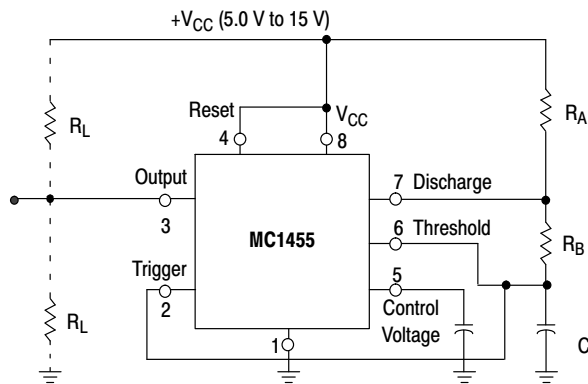 +VCC (5.0 V to 15 V)
Reset
VCC
4
8
RL
RA
Output
3
7 Discharge
6 Threshold
MC1455
RB
Trigger
2
5
Control
Voltage
RL
1
C